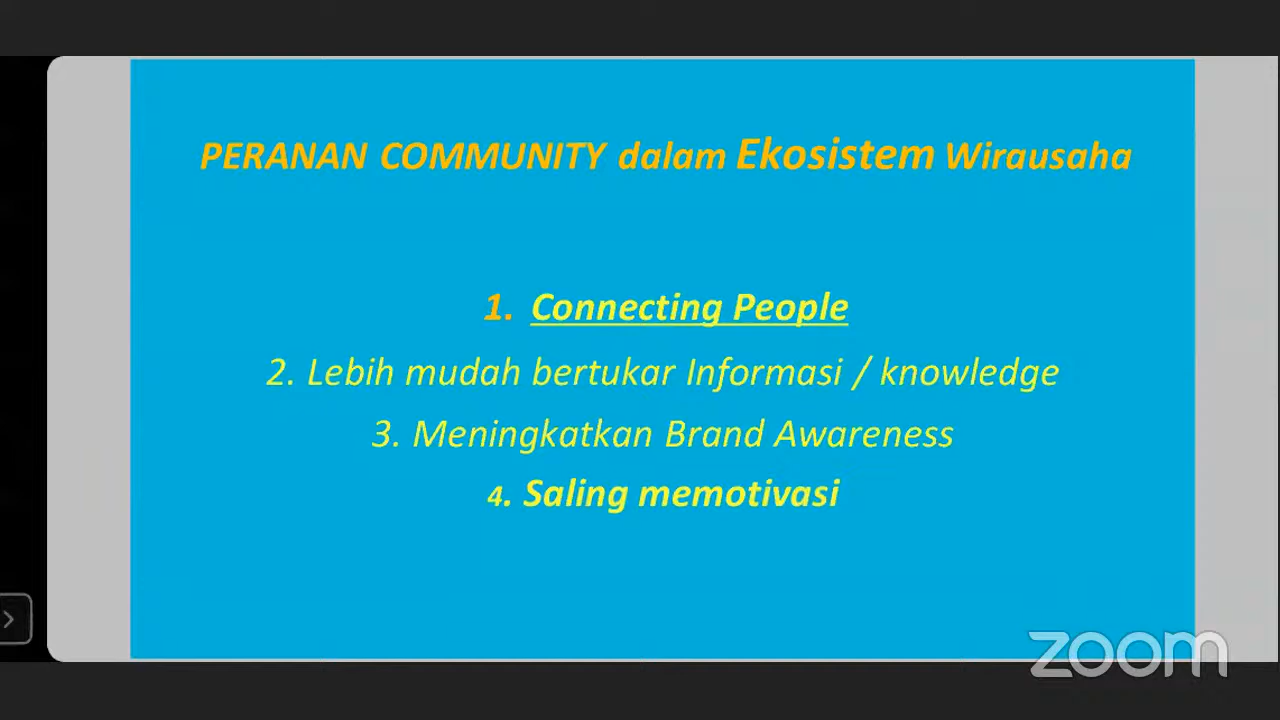 PERANAN COMMUNITY dalam Ekosistem Wirausaha
1. Connecting People
2. Lebih mudah bertukar Informasi / knowledge
3. Meningkatkan Brand Awareness
4. Saling memotivasi
zoom